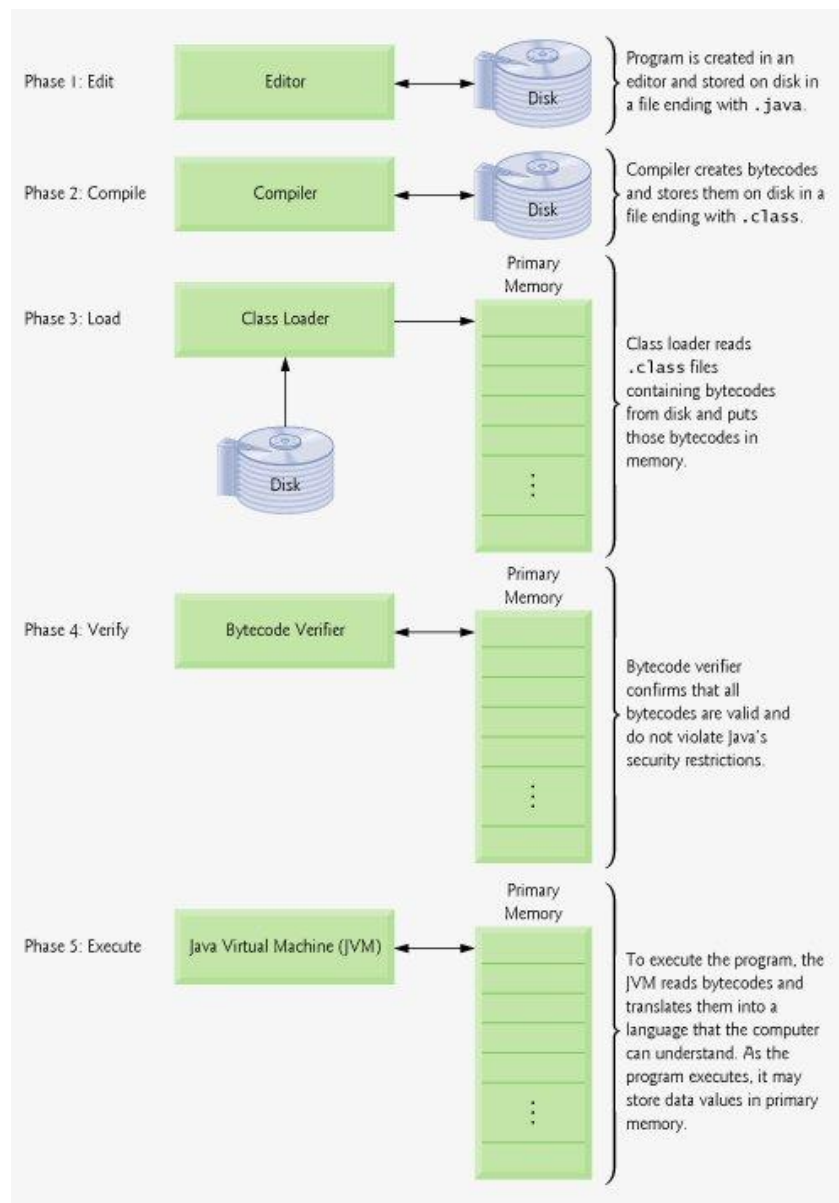 Phase 1: Edit
Editor
Disk
Program is created in an
editor and stored on disk in
a file ending with .java.
Phase 2: Compile
Compiler
Disk
Compiler creates bytecodes
and stores them on disk in a
file ending with .class.
Primary
Memory
Phase 3: Load
Class Loader
Disk
Class loader reads
.class files
containing bytecodes
from disk and puts
those bytecodes in
memory.
Primary
Memory
Phase 4: Verify
Bytecode Verifier
Bytecode verifier
confirms that all
bytecodes are valid and
do not violate Java's
security restrictions.
Primary
Memory
Phase 5: Execute
Java Virtual Machine (JVM)
To execute the program, the
JVM reads bytecodes and
translates them into a
language that the computer
can understand. As the
program executes, it may
store data values in primary
memory.